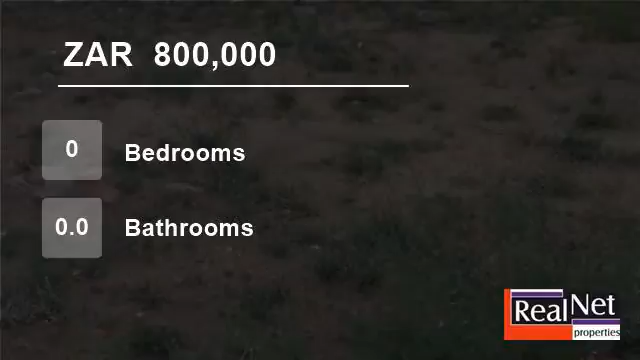 ZAR 800,000
0
Bedrooms
0.0
Bathrooms
RealNet
properties